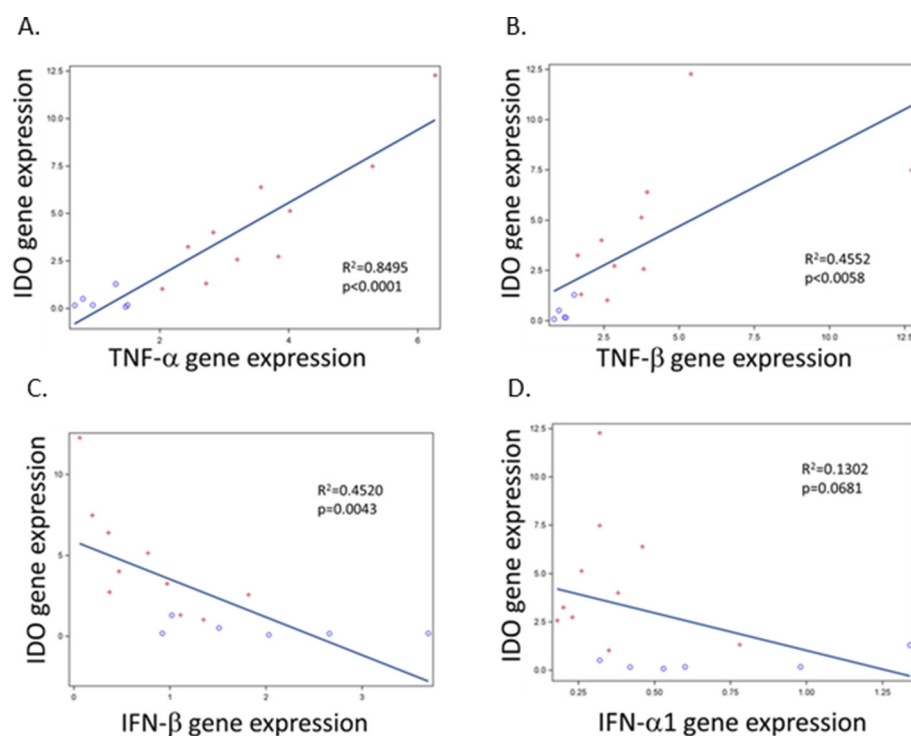 A.
IDO gene expression
12.5
10.0
7.5
5.0
2.5
0.0
R²=0.8495
p<0.0001
2 4 6
TNF-α gene expression
B.
IDO gene expression
12.5
10.0
7.5
5.0
2.5
0.0
R²=0.4552
p<0.0058
2.5 5.0 7.5 10.0 12.5
TNF-β gene expression
C.
IDO gene expression
10
5
0
R²=0.4520
p=0.0043
0 1 2 3
IFN-β gene expression
D.
IDO gene expression
12.5
10.0
7.5
5.0
2.5
0.0
R²=0.1302
p=0.0681
0.25 0.50 0.75 1.00 1.25
IFN-α1 gene expression